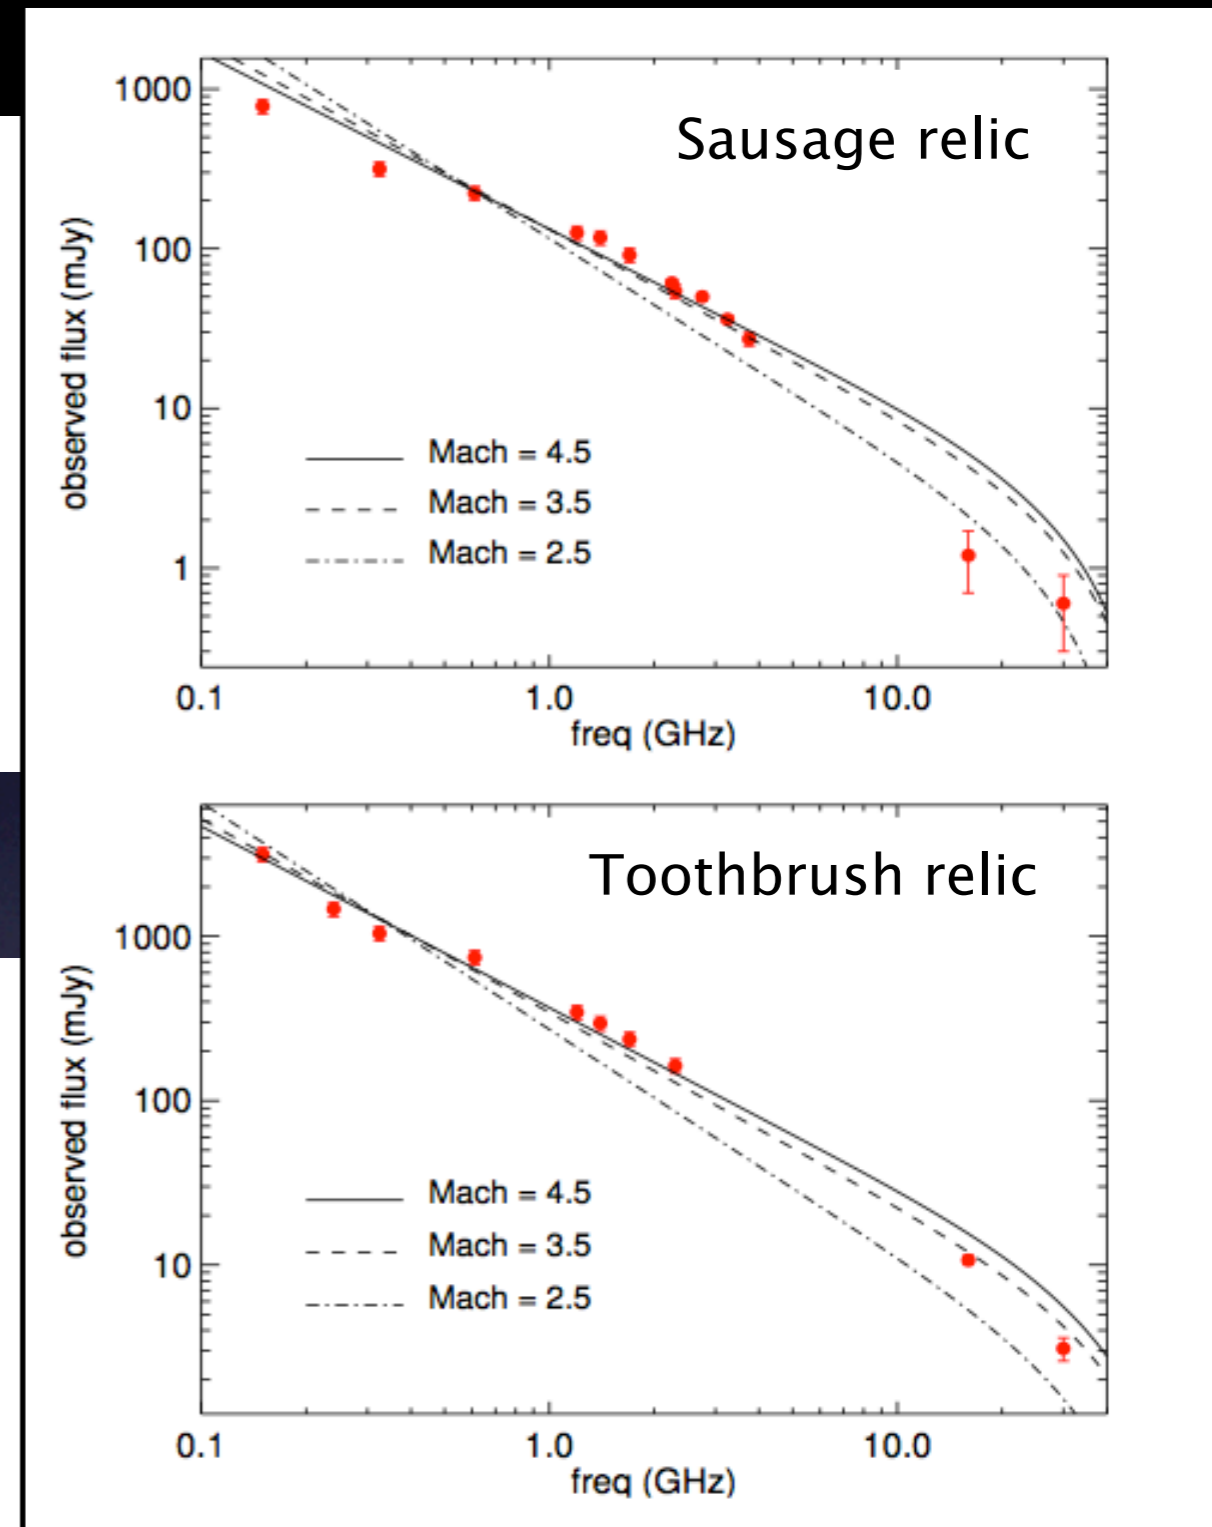 Sausage relic
1000
100
10
1
observed flux (mJy)
Mach = 4.5
Mach = 3.5
Mach = 2.5
0.1 1.0 10.0
freq (GHz)
Toothbrush relic
1000
100
10
observed flux (mJy)
Mach = 4.5
Mach = 3.5
Mach = 2.5
0.1 1.0 10.0
freq (GHz)